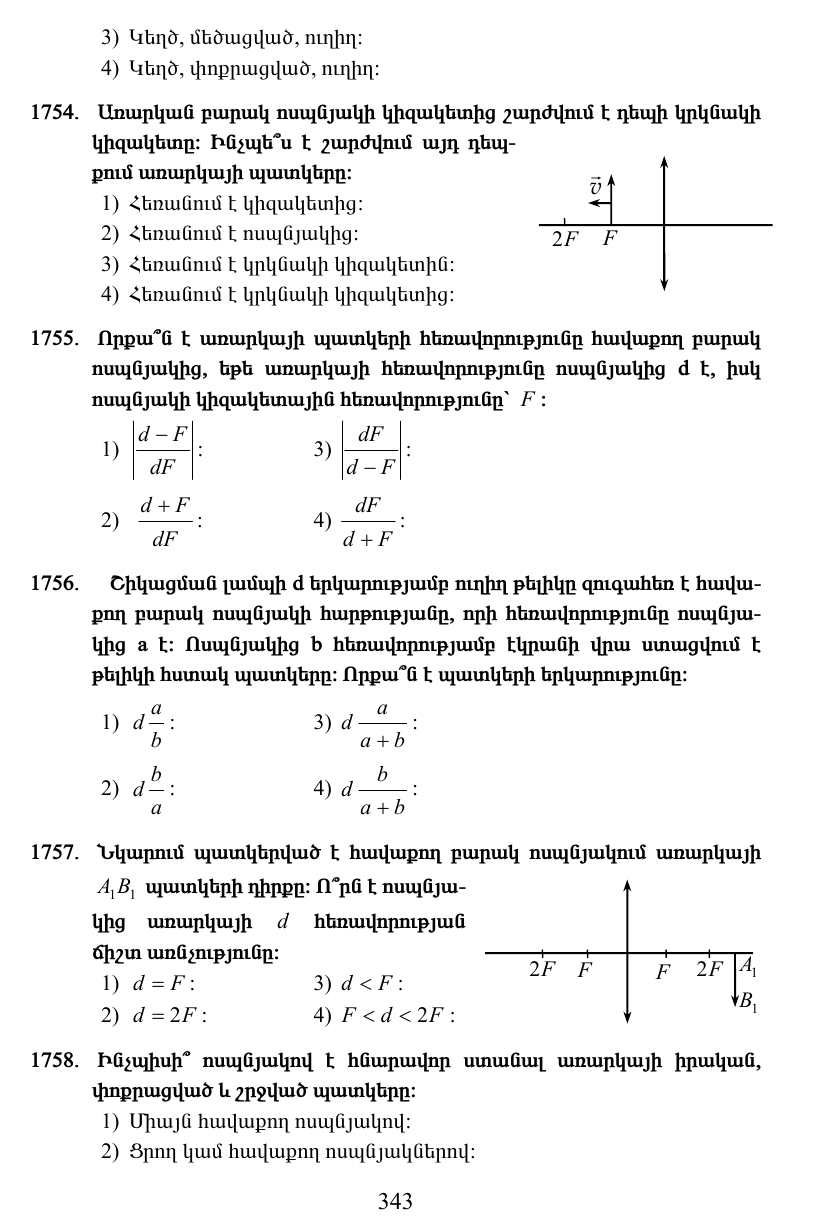 3) Կեղծ, մեծացված, ուղիղ:
4) Կեղծ, փոքրացված, ուղիղ:
1754. Առարկան բարակ ոսպնյակի կիզակետից շարժվում է դեպի կրկնակի
կիզակետը: Ինչպե՞ս է շարժվում այդ դեպ-
քում առարկայի պատկերը:
1) Հեռանում է կիզակետից:
2) Հեռանում է ոսպնյակից:
3) Հեռանում է կրկնակի կիզակետին:
4) Հեռանում է կրկնակի կիզակետից:
v⃗
2F F
1755. Որքա՞ն է առարկայի պատկերի հեռավորությունը հավաքող բարակ
ոսպնյակից, եթե առարկայի հեռավորությունը ոսպնյակից d է, իսկ
ոսպնյակի կիզակետային հեռավորությունը՝ F :
1) |(d − F)/(dF)| : 3) |(dF)/(d − F)| :
2) (d + F)/(dF) : 4) (dF)/(d + F) :
1756. Շիկացման լամպի d երկարությամբ ուղիղ թելիկը զուգահեռ է հավա-
քող բարակ ոսպնյակի հարթությանը, որի հեռավորությունը ոսպնյա-
կից a է: Ոսպնյակից b հեռավորությամբ էկրանի վրա ստացվում է
թելիկի հստակ պատկերը: Որքա՞ն է պատկերի երկարությունը:
1) d a/b : 3) d a/(a + b) :
2) d b/a : 4) d b/(a + b) :
1757. Նկարում պատկերված է հավաքող բարակ ոսպնյակում առարկայի
A₁B₁ պատկերի դիրքը: Ո՞րն է ոսպնյա-
կից առարկայի d հեռավորության
ճիշտ առնչությունը:
1) d = F : 3) d < F :
2) d = 2F : 4) F < d < 2F :
2F F F 2F A₁
B₁
1758. Ինչպիսի՞ ոսպնյակով է հնարավոր ստանալ առարկայի իրական,
փոքրացված և շրջված պատկերը:
1) Միայն հավաքող ոսպնյակով:
2) Ցրող կամ հավաքող ոսպնյակներով:
343